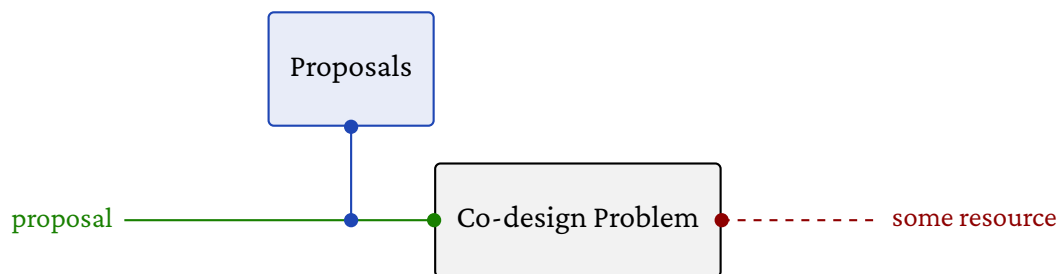 Proposals
proposal
Co-design Problem
some resource